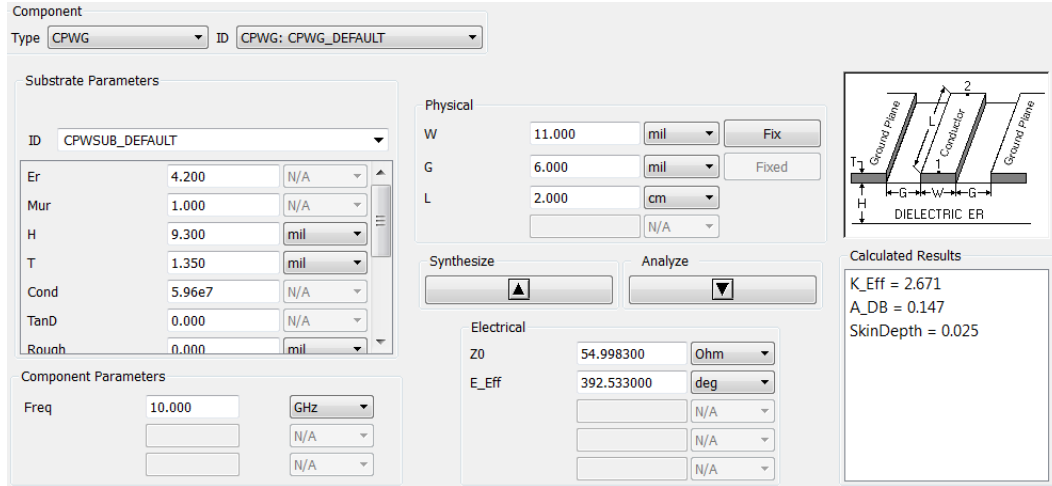 Component
Type CPWG ID CPWG: CPWG_DEFAULT
Substrate Parameters
ID CPWSUB_DEFAULT
Er 4.200 N/A
Mur 1.000 N/A
H 9.300 mil
T 1.350 mil
Cond 5.96e7 N/A
TanD 0.000 N/A
Rough 0.000 mil
Component Parameters
Freq 10.000 GHz
N/A
N/A
Physical
W 11.000 mil Fix
G 6.000 mil Fixed
L 2.000 cm
N/A
Synthesize Analyze
Electrical
Z0 54.998300 Ohm
E_Eff 392.533000 deg
N/A
N/A
N/A
2
Ground Plane
L
Conductor
Ground Plane
1
T
G W G
H
DIELECTRIC ER
Calculated Results
K_Eff = 2.671
A_DB = 0.147
SkinDepth = 0.025